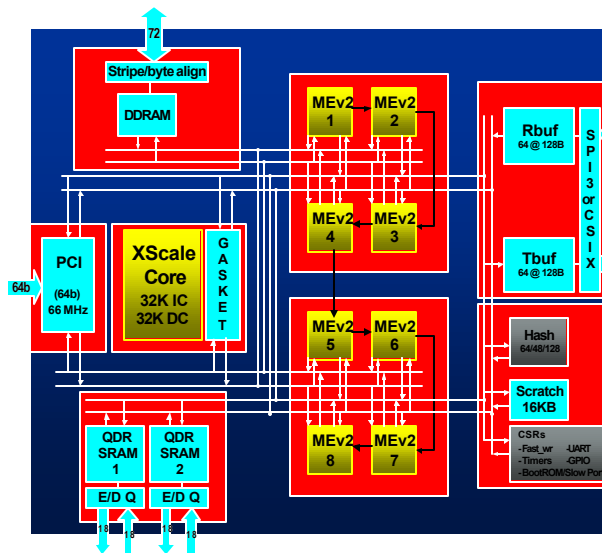 72
Stripe/byte align
DDRAM
MEv2
1
MEv2
2
MEv2
4
MEv2
3
Rbuf
64 @ 128B
Tbuf
64 @ 128B
SPI3 or CSIX
64b
PCI
(64b)
66 MHz
XScale
Core
32K IC
32K DC
GASKET
MEv2
5
MEv2
6
MEv2
8
MEv2
7
Hash
64/48/128
Scratch
16KB
CSRs
-Fast_wr -UART
-Timers -GPIO
-BootROM/Slow Port
QDR
SRAM
1
QDR
SRAM
2
E/D Q
E/D Q
18
18
18
18